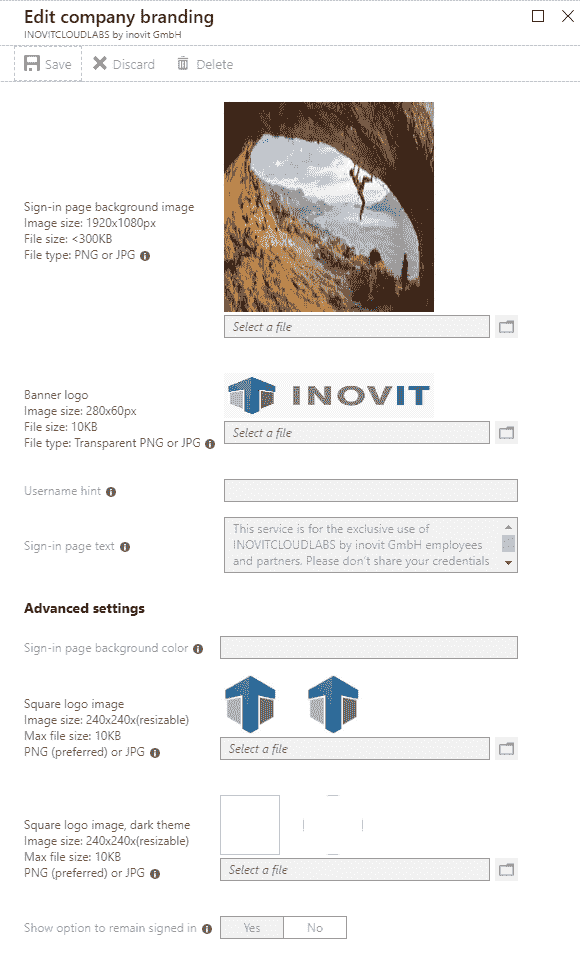 Edit company branding
INOVITCLOUDLABS by inovit GmbH
Save Discard Delete
Sign-in page background image
Image size: 1920x1080px
File size: <300KB
File type: PNG or JPG
Select a file
INOVIT
Banner logo
Image size: 280x60px
File size: 10KB
File type: Transparent PNG or JPG
Select a file
Username hint
Sign-in page text
This service is for the exclusive use of
INOVITCLOUDLABS by inovit GmbH employees
and partners. Please don't share your credentials
Advanced settings
Sign-in page background color
Square logo image
Image size: 240x240x(resizable)
Max file size: 10KB
PNG (preferred) or JPG
Select a file
Square logo image, dark theme
Image size: 240x240x(resizable)
Max file size: 10KB
PNG (preferred) or JPG
Select a file
Show option to remain signed in
Yes No